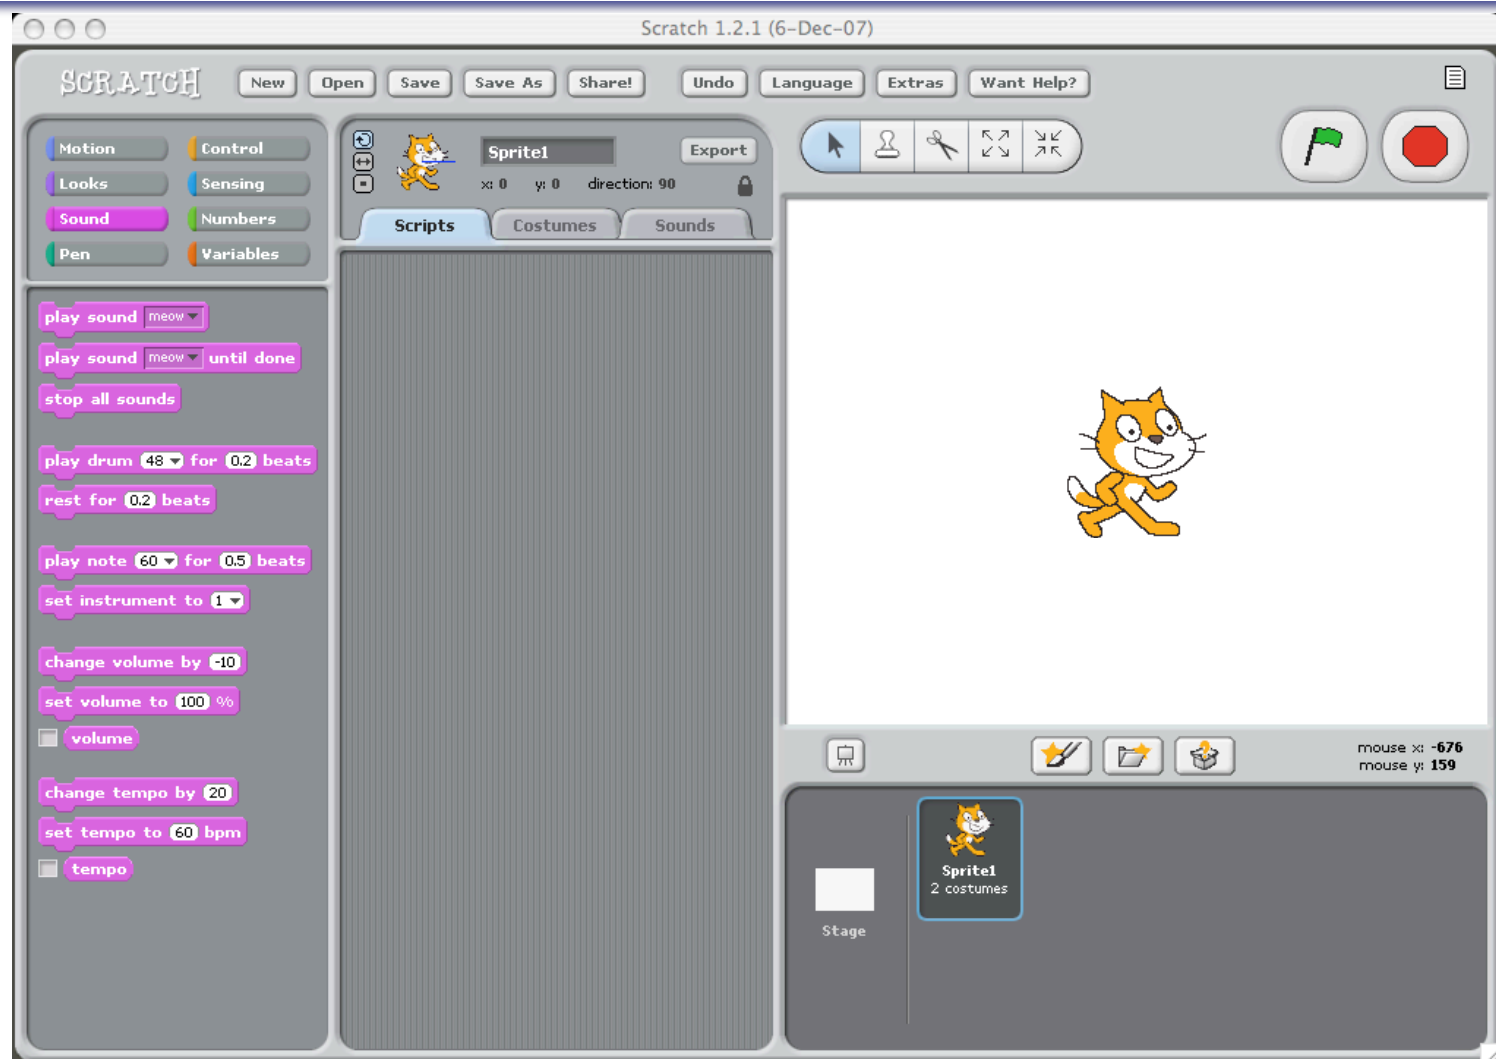 Scratch 1.2.1 (6-Dec-07)
SCRATCH New Open Save Save As Share! Undo Language Extras Want Help?
Motion Control
Looks Sensing
Sound Numbers
Pen Variables
Sprite1 Export
x: 0 y: 0 direction: 90
Scripts Costumes Sounds
play sound meow
play sound meow until done
stop all sounds
play drum 48 for 0.2 beats
rest for 0.2 beats
play note 60 for 0.5 beats
set instrument to 1
change volume by -10
set volume to 100 %
volume
change tempo by 20
set tempo to 60 bpm
tempo
mouse x: -676
mouse y: 159
Sprite1
2 costumes
Stage